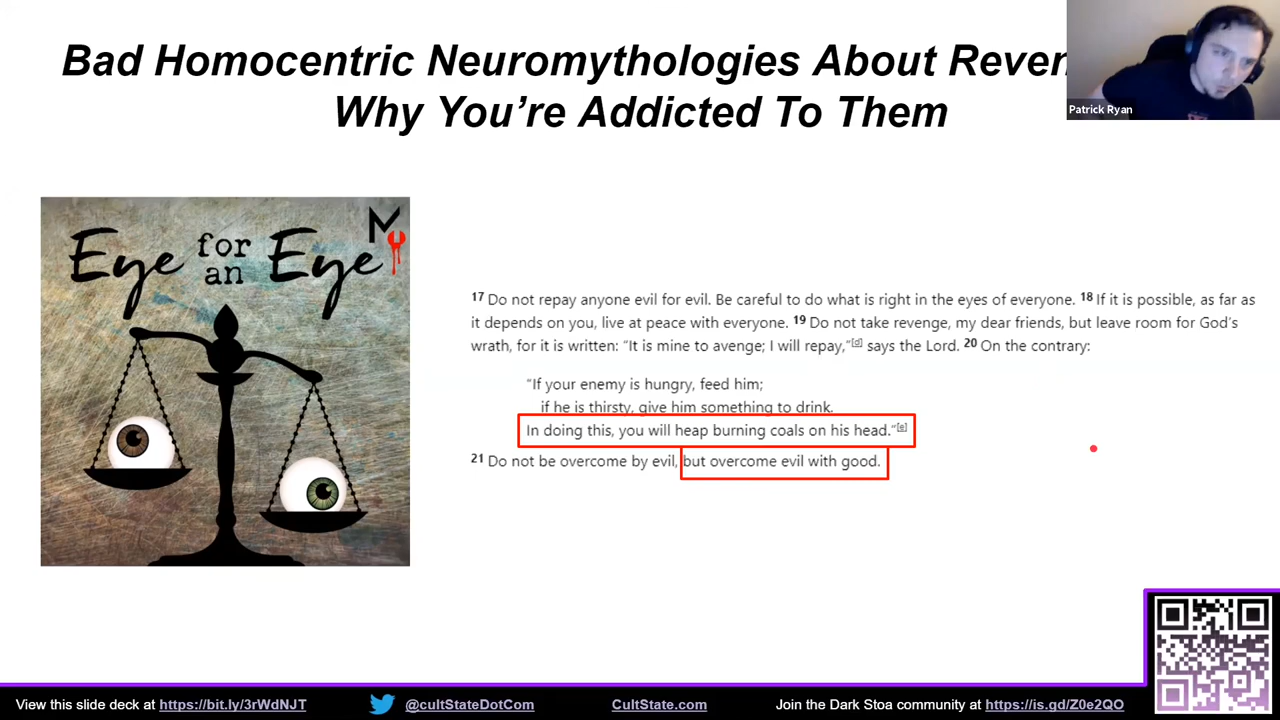 Bad Homocentric Neuromythologies About Reven
Why You're Addicted To Them
Patrick Ryan
Eye for an Eye
17 Do not repay anyone evil for evil. Be careful to do what is right in the eyes of everyone. 18 If it is possible, as far as
it depends on you, live at peace with everyone. 19 Do not take revenge, my dear friends, but leave room for God's
wrath, for it is written: "It is mine to avenge; I will repay,"[d] says the Lord. 20 On the contrary:
"If your enemy is hungry, feed him;
if he is thirsty, give him something to drink.
In doing this, you will heap burning coals on his head."[e]
21 Do not be overcome by evil, but overcome evil with good.
View this slide deck at https://bit.ly/3rWdNJT @cultStateDotCom CultState.com Join the Dark Stoa community at https://is.gd/Z0e2QO